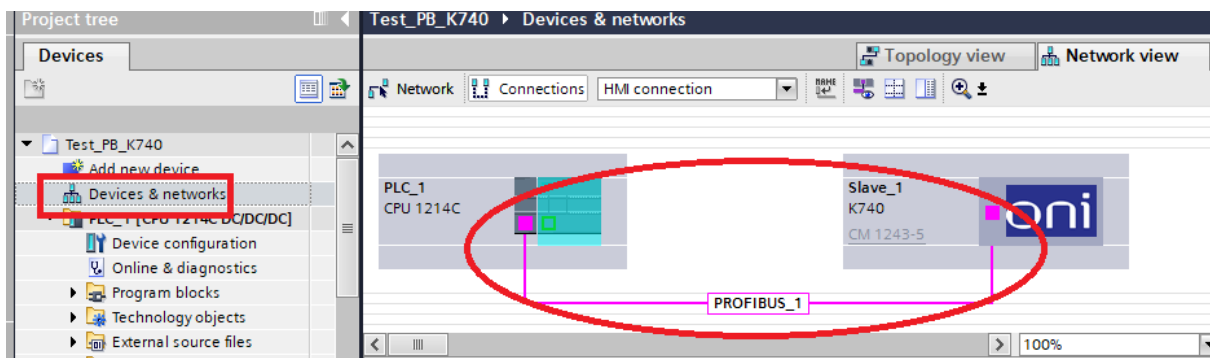 Project tree
Test_PB_K740 ▸ Devices & networks
Devices
Topology view
Network view
Network
Connections
HMI connection
Test_PB_K740
Add new device
Devices & networks
PLC_1 [CPU 1214C DC/DC/DC]
Device configuration
Online & diagnostics
Program blocks
Technology objects
External source files
PLC_1
CPU 1214C
Slave_1
K740
CM 1243-5
oni
PROFIBUS_1
100%